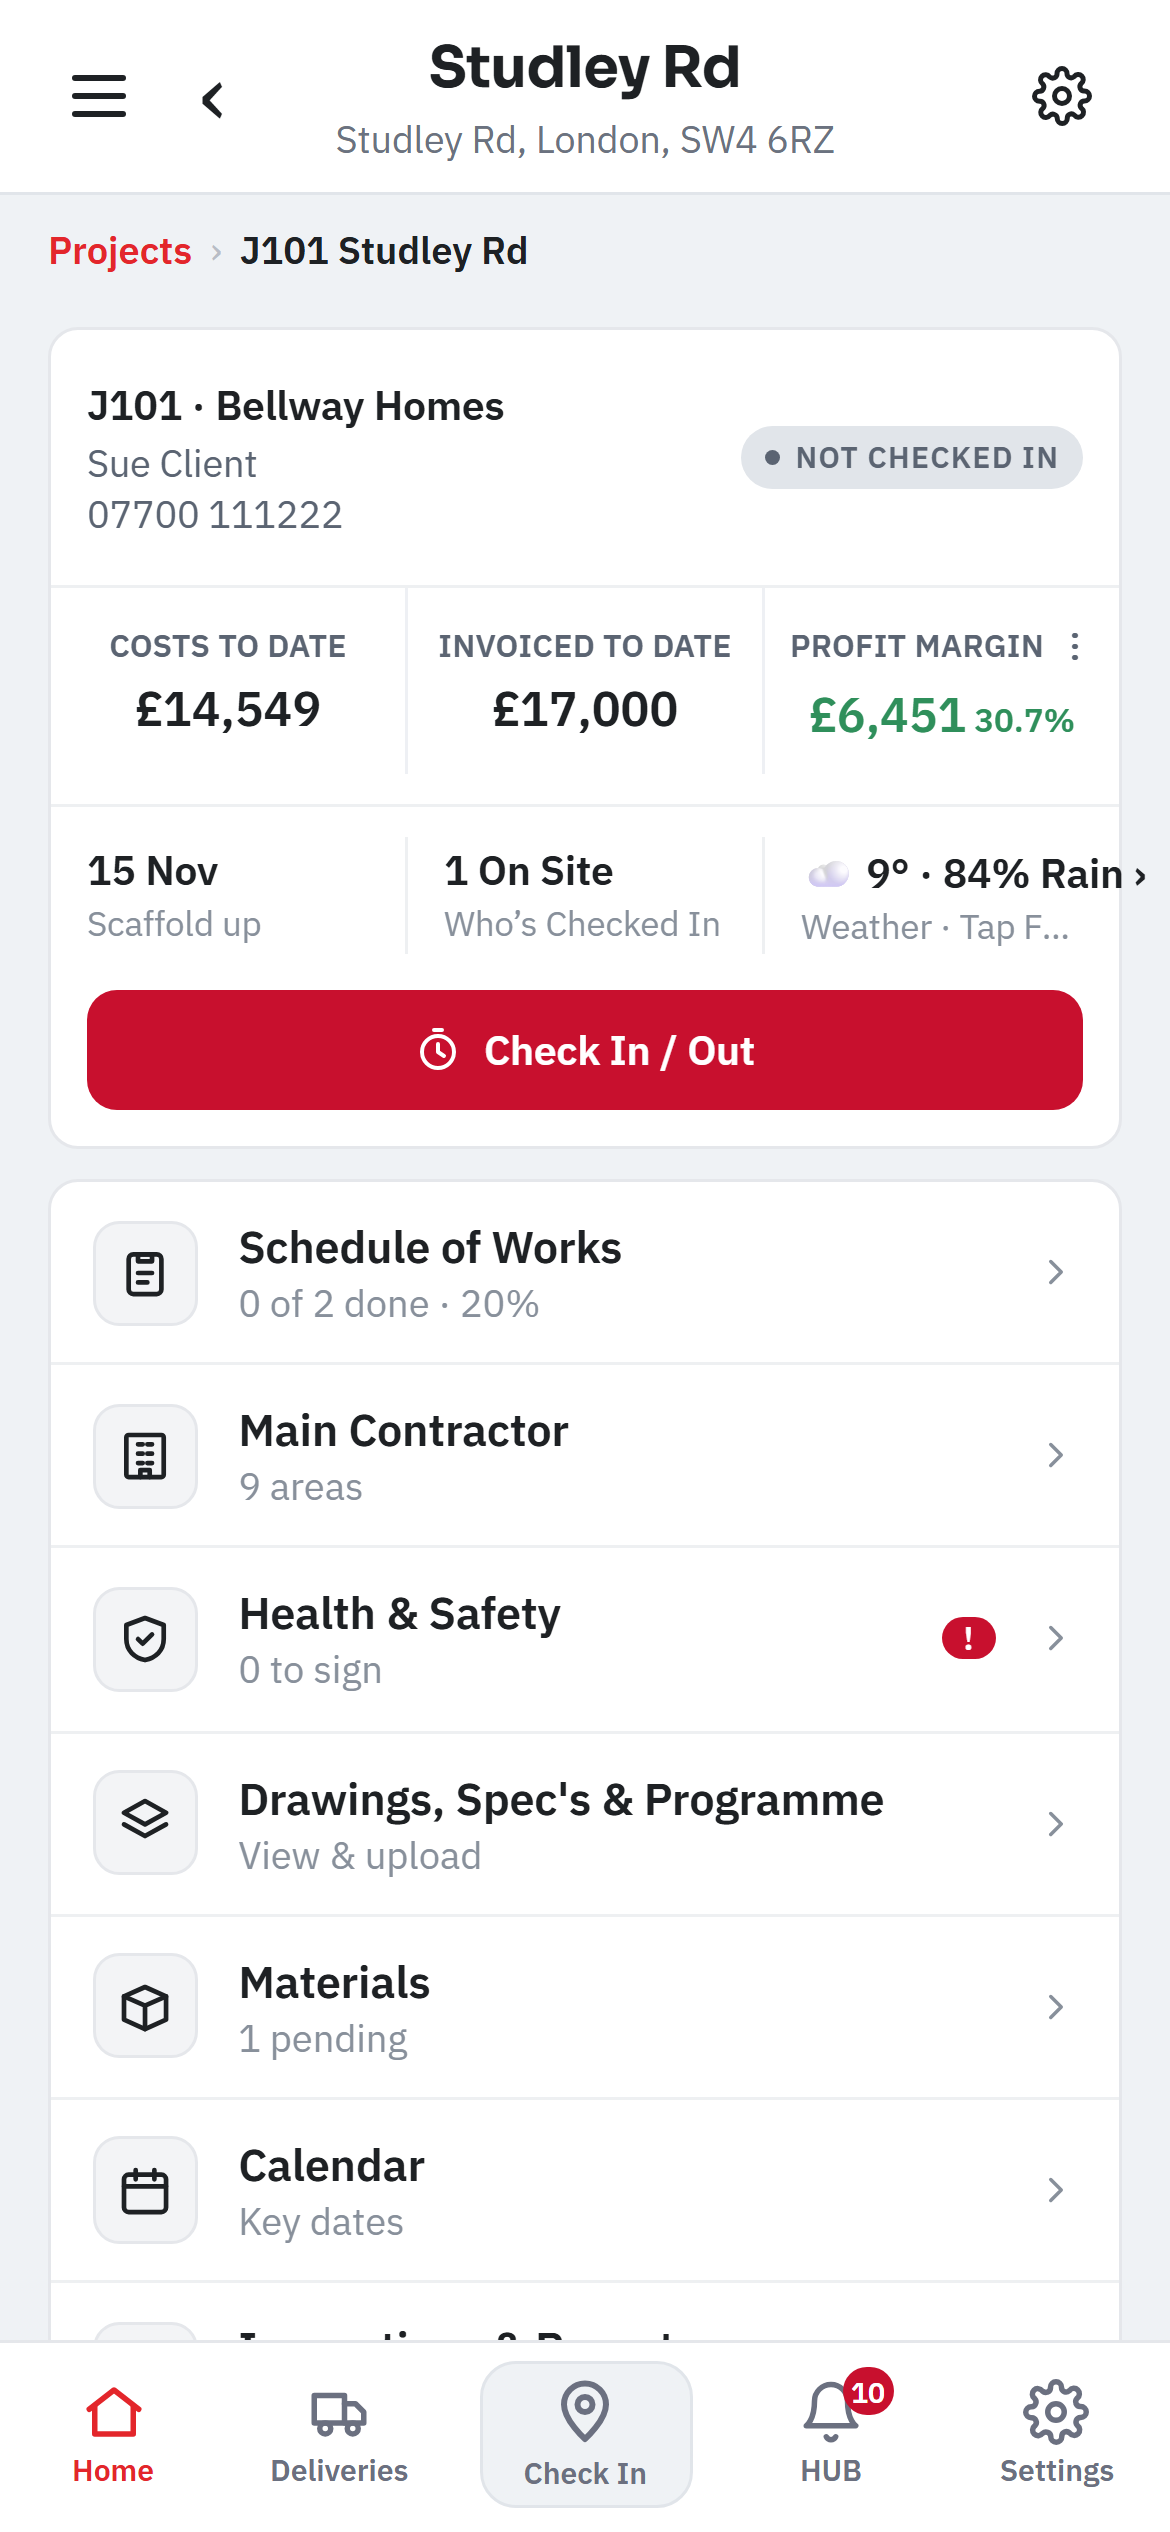 Studley Rd
Studley Rd, London, SW4 6RZ
Projects › J101 Studley Rd
J101 · Bellway Homes
Sue Client
07700 111222
NOT CHECKED IN
COSTS TO DATE
£14,549
INVOICED TO DATE
£17,000
PROFIT MARGIN
£6,451 30.7%
15 Nov
Scaffold up
1 On Site
Who’s Checked In
9° · 84% Rain ›
Weather · Tap F…
Check In / Out
Schedule of Works
0 of 2 done · 20%
Main Contractor
9 areas
Health & Safety
0 to sign
!
Drawings, Spec's & Programme
View & upload
Materials
1 pending
Calendar
Key dates
Home
Deliveries
Check In
10
HUB
Settings